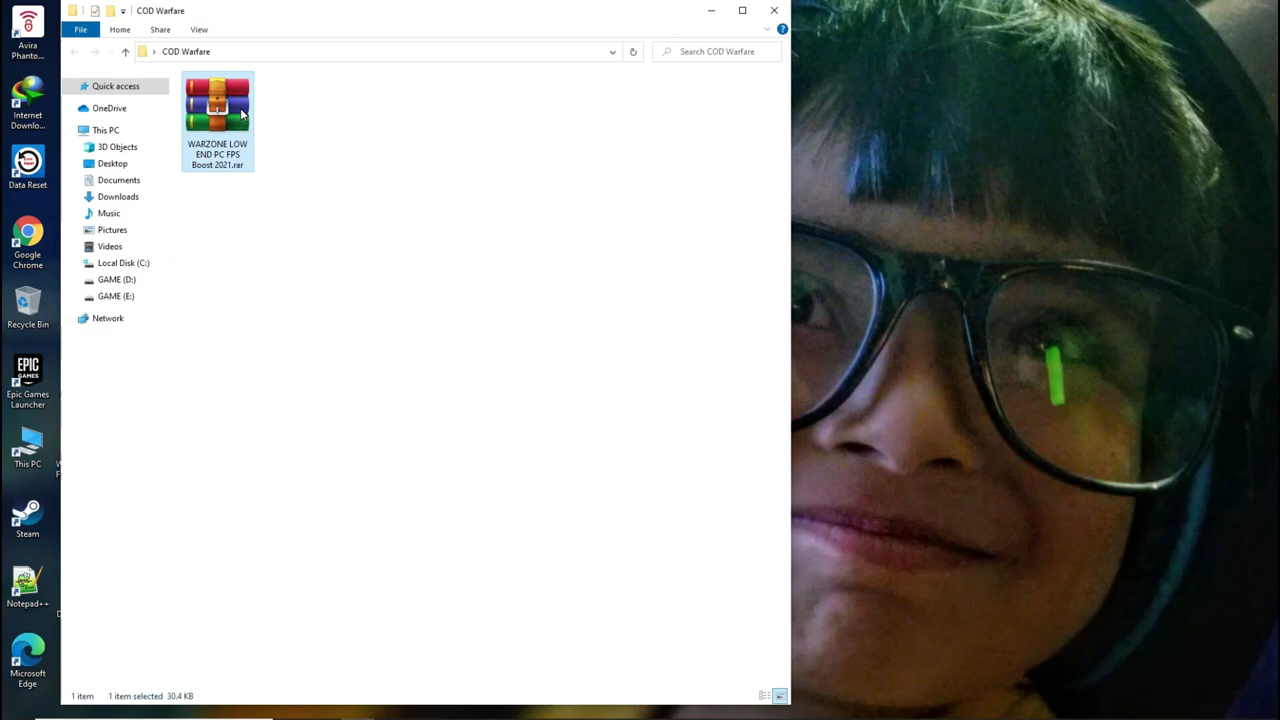 COD Warfare
File Home Share View
COD Warfare
Search COD Warfare
Quick access
OneDrive
This PC
3D Objects
Desktop
Documents
Downloads
Music
Pictures
Videos
Local Disk (C:)
GAME (D:)
GAME (E:)
Network
WARZONE LOW
END PC FPS
Boost 2021.rar
1 item 1 item selected 30.4 KB
Avira
Phanto...
Internet
Downlo...
Data Reset
Google
Chrome
Recycle Bin
EPIC
GAMES
Epic Games
Launcher
This PC
Steam
Notepad++
Microsoft
Edge